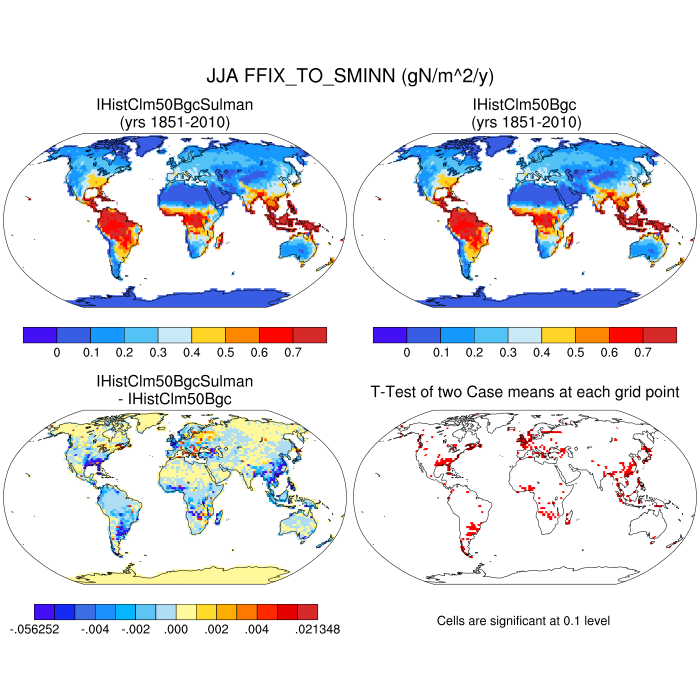 JJA FFIX_TO_SMINN (gN/m^2/y)
IHistClm50BgcSulman
(yrs 1851-2010)
IHistClm50Bgc
(yrs 1851-2010)
0 0.1 0.2 0.3 0.4 0.5 0.6 0.7
0 0.1 0.2 0.3 0.4 0.5 0.6 0.7
IHistClm50BgcSulman
- IHistClm50Bgc
T-Test of two Case means at each grid point
-.056252 -.004 -.002 .000 .002 .004 .021348
Cells are significant at 0.1 level